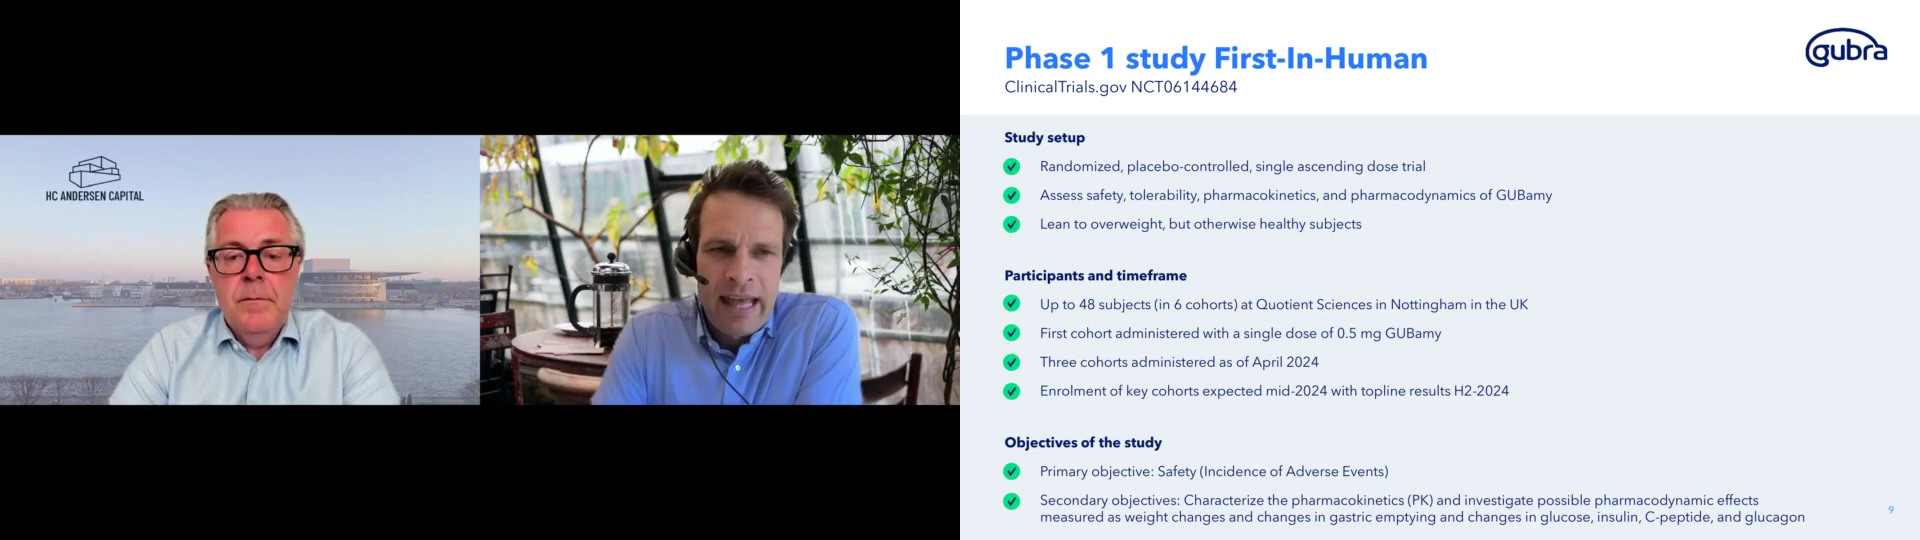 HC ANDERSEN CAPITAL
Phase 1 study First-In-Human
gubra
ClinicalTrials.gov NCT06144684
Study setup
Randomized, placebo-controlled, single ascending dose trial
Assess safety, tolerability, pharmacokinetics, and pharmacodynamics of GUBamy
Lean to overweight, but otherwise healthy subjects
Participants and timeframe
Up to 48 subjects (in 6 cohorts) at Quotient Sciences in Nottingham in the UK
First cohort administered with a single dose of 0.5 mg GUBamy
Three cohorts administered as of April 2024
Enrolment of key cohorts expected mid-2024 with topline results H2-2024
Objectives of the study
Primary objective: Safety (Incidence of Adverse Events)
Secondary objectives: Characterize the pharmacokinetics (PK) and investigate possible pharmacodynamic effects
measured as weight changes and changes in gastric emptying and changes in glucose, insulin, C-peptide, and glucagon
9